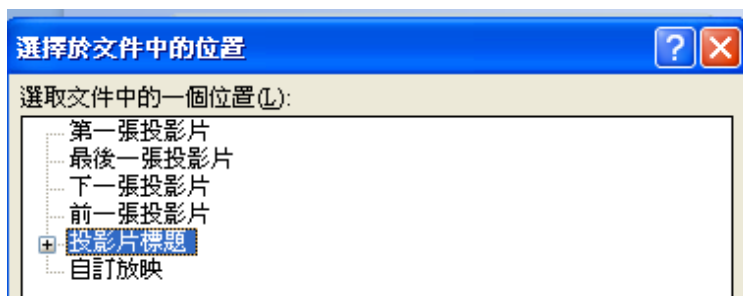 選擇於文件中的位置
選取文件中的一個位置(L):
第一張投影片
最後一張投影片
下一張投影片
前一張投影片
投影片標題
自訂放映